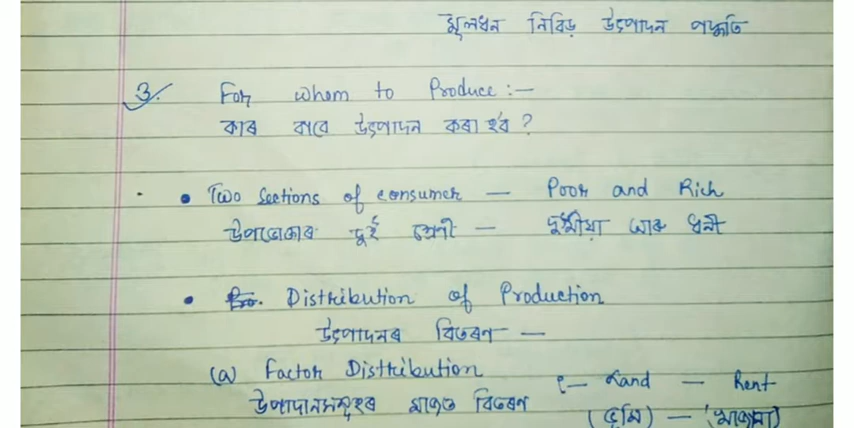 মূলধন নিবিড় উৎপাদন পদ্ধতি
3. For whom to Produce :-
কাৰ বাবে উৎপাদন কৰা হ'ব ?
• Two Sections of consumer — Poor and Rich
উপভোক্তাৰ দুই শ্ৰেণী — দুখীয়া আৰু ধনী
• Distribution of Production
উৎপাদনৰ বিতৰণ —
(a) Factor Distribution
উপাদানসমূহৰ মাজত বিতৰণ
Land — Rent
(ভূমি) — (খাজনা)